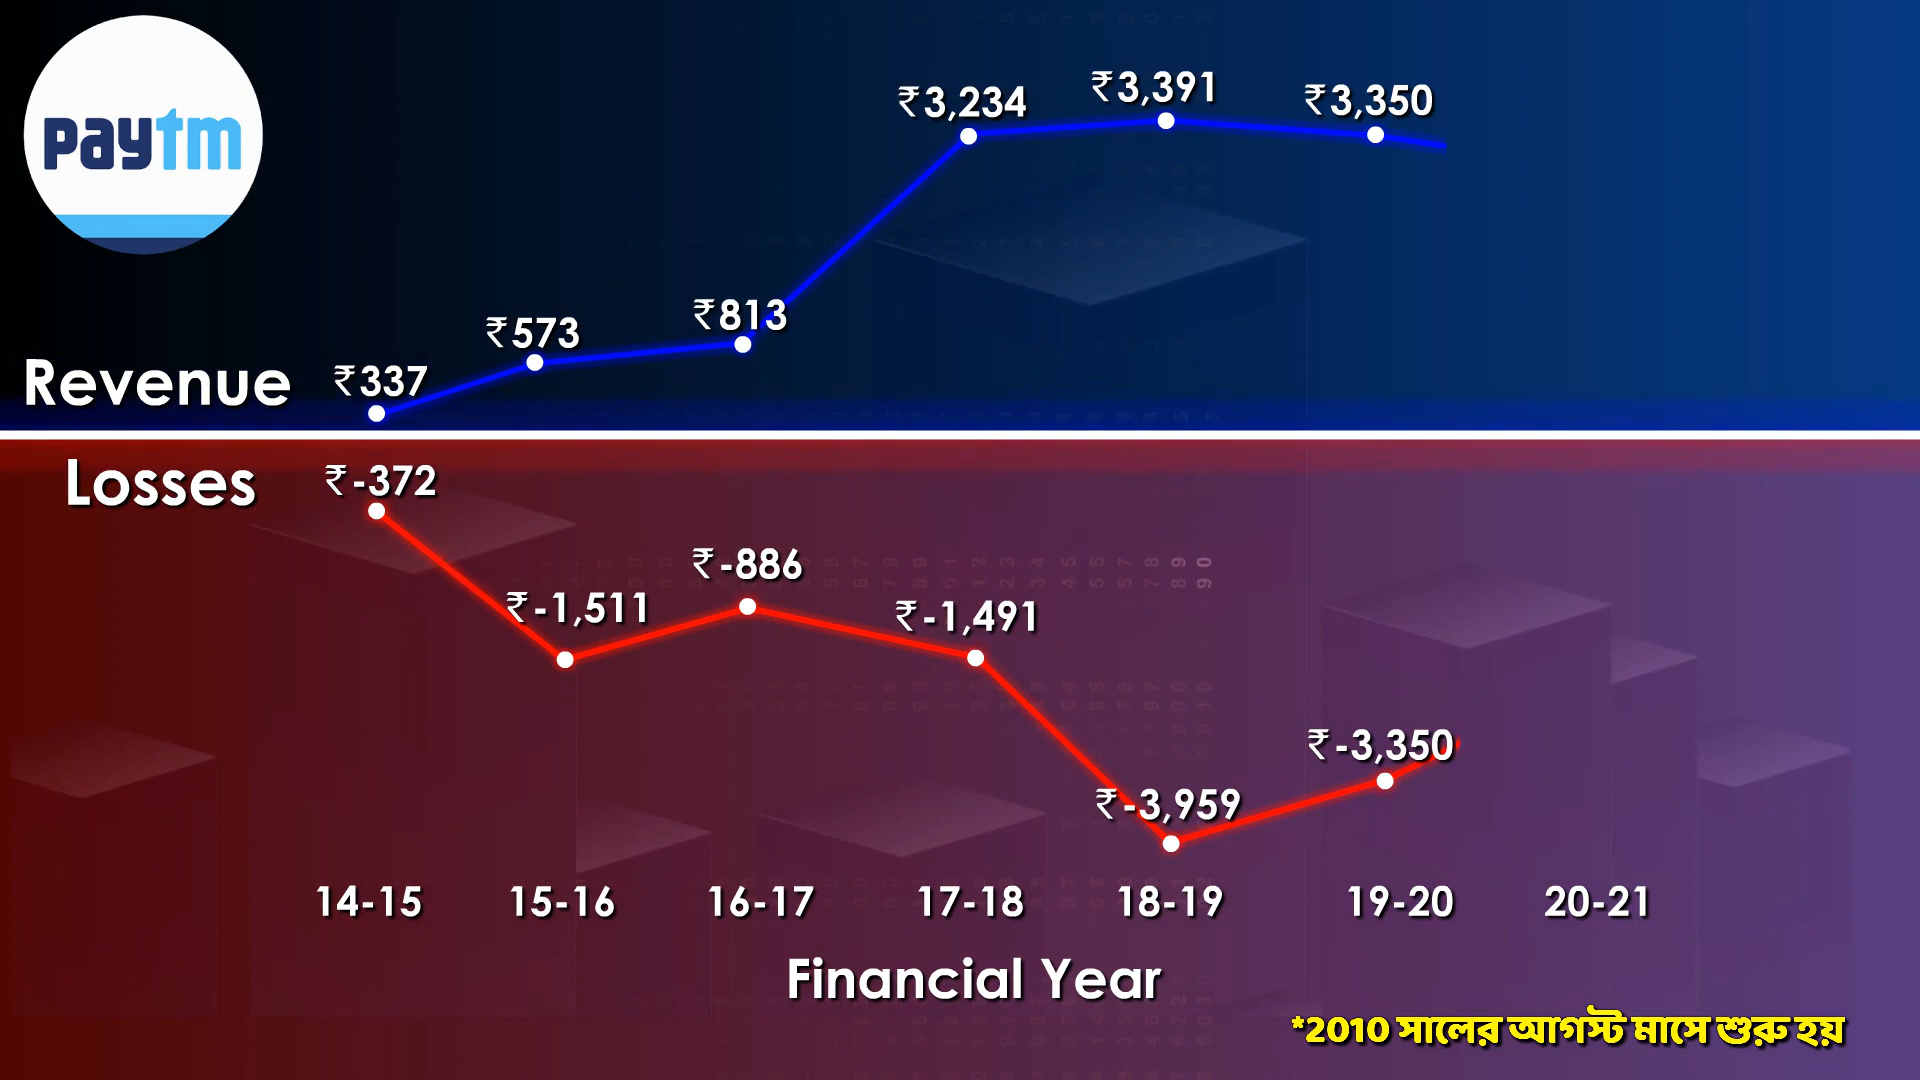 paytm
₹3,234
₹3,391
₹3,350
₹573
₹813
Revenue
₹337
Losses
₹-372
₹-1,511
₹-886
₹-1,491
₹-3,959
₹-3,350
14-15 15-16 16-17 17-18 18-19 19-20 20-21
Financial Year
*2010 সালের আগস্ট মাসে শুরু হয়